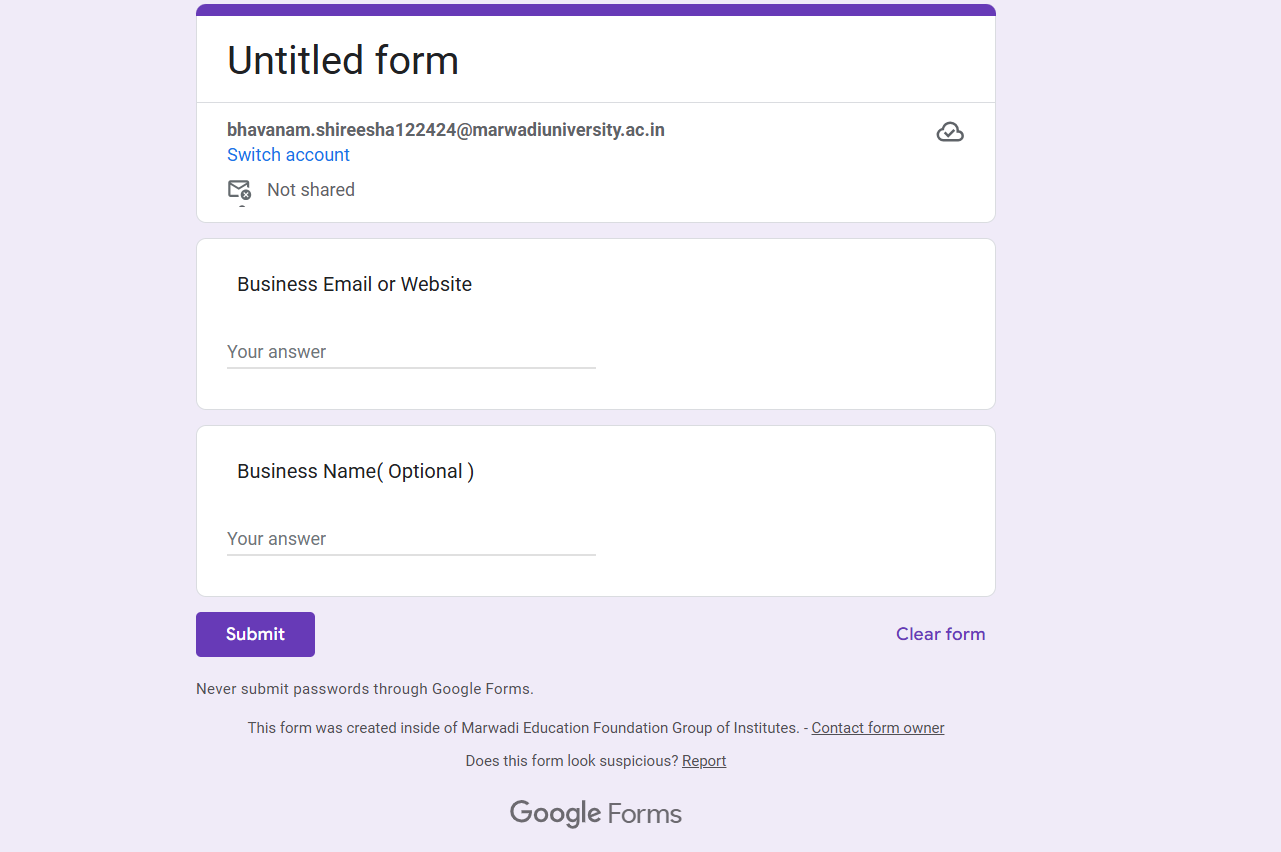 Untitled form
bhavanam.shireesha122424@marwadiuniversity.ac.in
Switch account
Not shared
Business Email or Website
Your answer
Business Name( Optional )
Your answer
Submit
Clear form
Never submit passwords through Google Forms.
This form was created inside of Marwadi Education Foundation Group of Institutes. - Contact form owner
Does this form look suspicious? Report
Google Forms